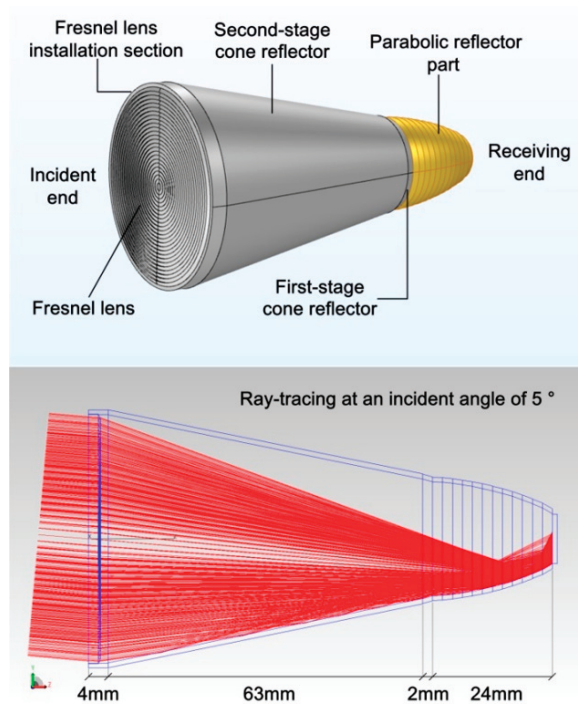 Fresnel lens
installation section
Second-stage
cone reflector
Parabolic reflector
part
Incident
end
Receiving
end
Fresnel lens
First-stage
cone reflector
Ray-tracing at an incident angle of 5 °
4mm
63mm
2mm
24mm